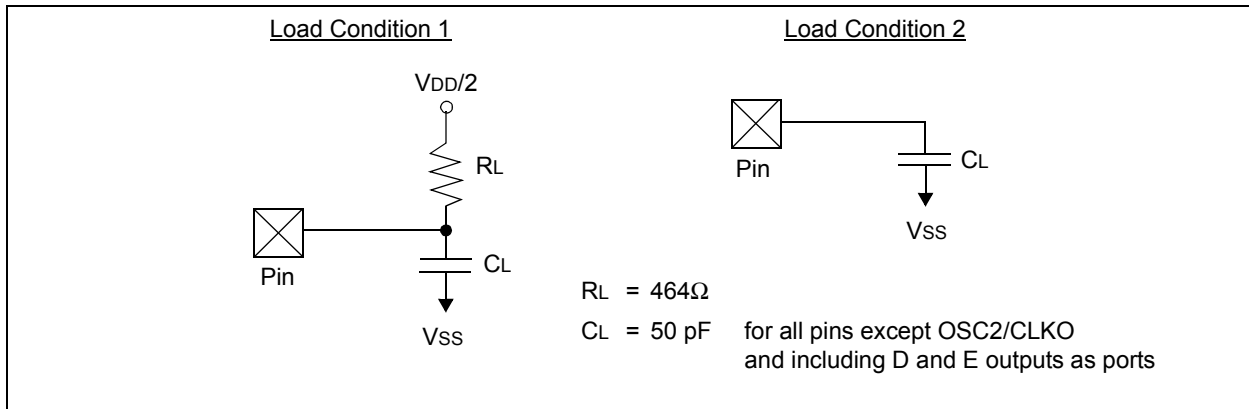 Load Condition 1
VDD/2
RL
Pin
CL
VSS
Load Condition 2
Pin
CL
VSS
RL = 464Ω
CL = 50 pF for all pins except OSC2/CLKO
and including D and E outputs as ports